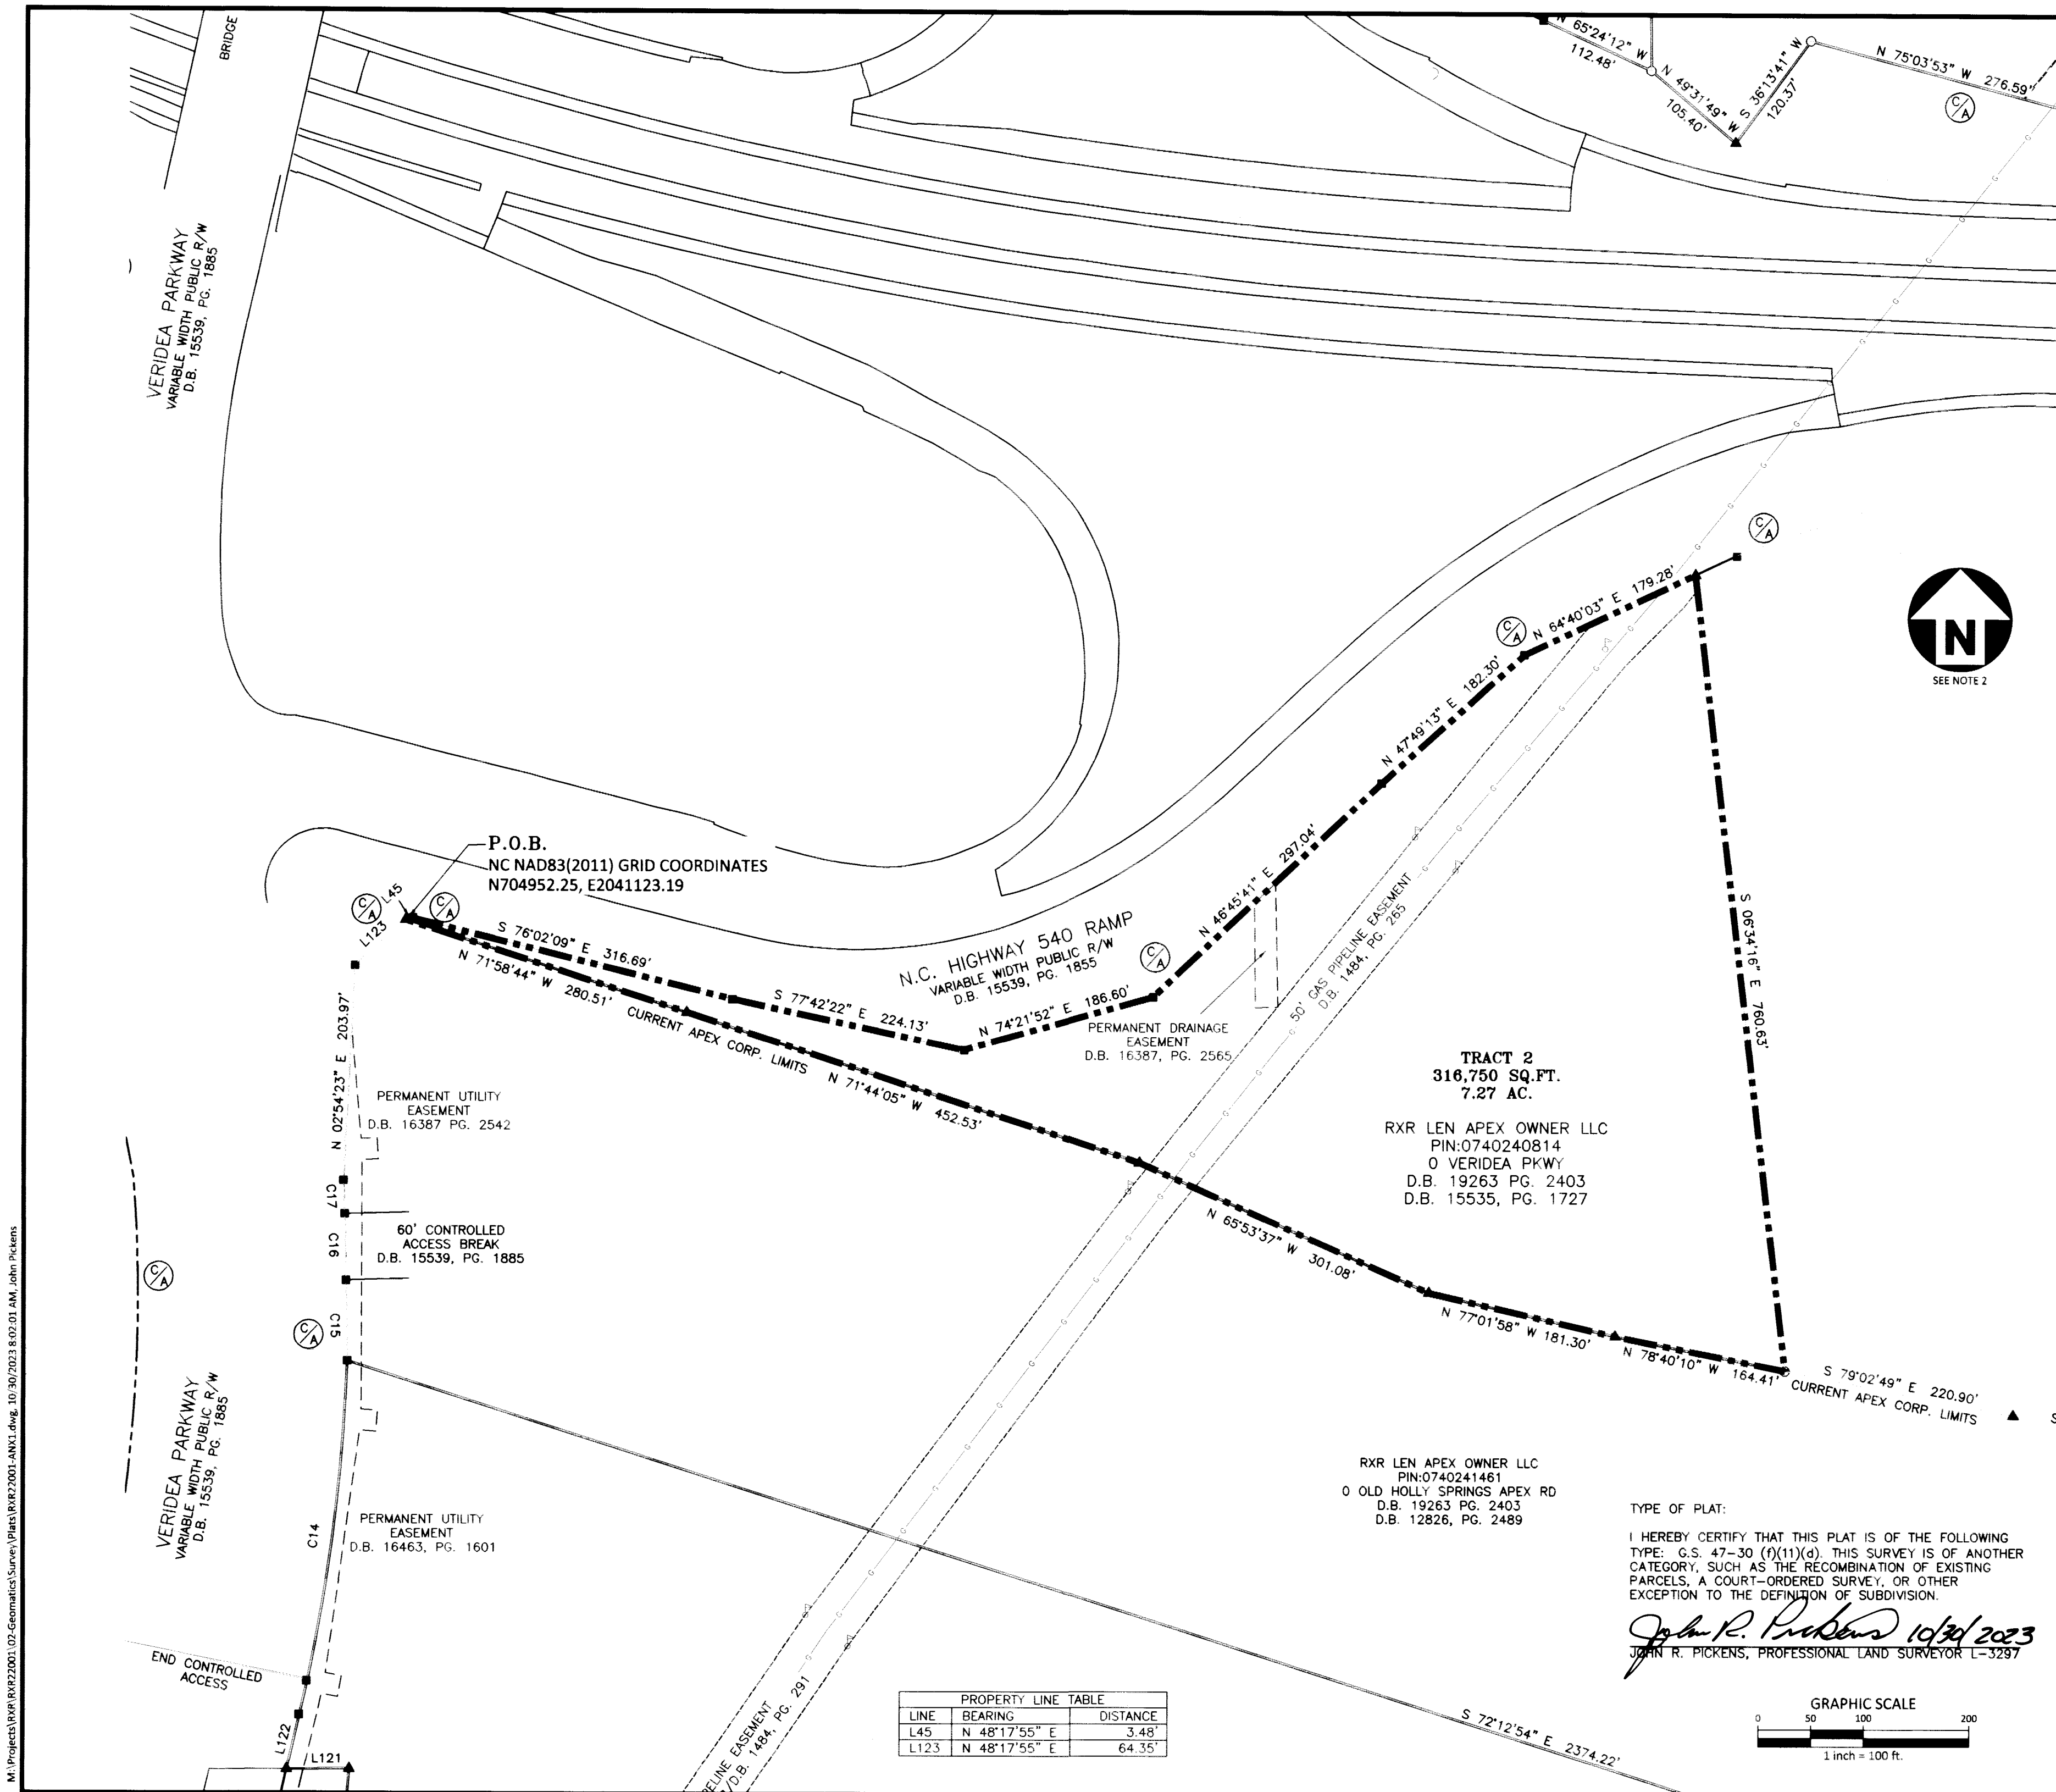 BRIDGE
N 65°24'12" W
112.48'
N 49°31'49" W
105.40'
S 36°13'41" W
120.37'
N 75°03'53" W 276.59'
C/A
VERIDEA PARKWAY
VARIABLE WIDTH PUBLIC R/W
D.B. 15539, PG. 1885
C/A
N
SEE NOTE 2
C/A
N 64°40'03" E 179.28'
N 47°49'13" E 182.30'
N 46°45'41" E 297.04'
P.O.B.
NC NAD83(2011) GRID COORDINATES
N704952.25, E2041123.19
C/A
L45
C/A
L123
S 76°02'09" E 316.69'
N 71°58'44" W 280.51'
CURRENT APEX CORP. LIMITS
S 77°42'22" E 224.13'
N.C. HIGHWAY 540 RAMP
VARIABLE WIDTH PUBLIC R/W
D.B. 15539, PG. 1855
C/A
N 74°21'52" E 186.60'
PERMANENT DRAINAGE
EASEMENT
D.B. 16387, PG. 2565
50' GAS PIPELINE EASEMENT
D.B. 1484, PG. 265
S 06°34'16" E 760.63'
N 71°44'05" W 452.53'
TRACT 2
316,750 SQ.FT.
7.27 AC.
RXR LEN APEX OWNER LLC
PIN:0740240814
0 VERIDEA PKWY
D.B. 19263 PG. 2403
D.B. 15535, PG. 1727
N 02°54'23" E 203.97'
PERMANENT UTILITY
EASEMENT
D.B. 16387 PG. 2542
C17
C16
60' CONTROLLED
ACCESS BREAK
D.B. 15539, PG. 1885
C/A
C/A
C15
N 65°53'37" W 301.08'
N 77°01'58" W 181.30'
N 78°40'10" W 164.41'
S 79°02'49" E 220.90'
CURRENT APEX CORP. LIMITS
S
VERIDEA PARKWAY
VARIABLE WIDTH PUBLIC R/W
D.B. 15539, PG. 1885
C14
PERMANENT UTILITY
EASEMENT
D.B. 16463, PG. 1601
RXR LEN APEX OWNER LLC
PIN:0740241461
0 OLD HOLLY SPRINGS APEX RD
D.B. 19263 PG. 2403
D.B. 12826, PG. 2489
TYPE OF PLAT:
I HEREBY CERTIFY THAT THIS PLAT IS OF THE FOLLOWING
TYPE: G.S. 47-30 (f)(11)(d). THIS SURVEY IS OF ANOTHER
CATEGORY, SUCH AS THE RECOMBINATION OF EXISTING
PARCELS, A COURT-ORDERED SURVEY, OR OTHER
EXCEPTION TO THE DEFINITION OF SUBDIVISION.
John R. Pickens 10/30/2023
JOHN R. PICKENS, PROFESSIONAL LAND SURVEYOR L-3297
END CONTROLLED
ACCESS
L122
L121
PELINE EASEMENT
/D.B. 1484, PG. 291
PROPERTY LINE TABLE
LINE BEARING DISTANCE
L45 N 48°17'55" E 3.48'
L123 N 48°17'55" E 64.35'
S 72°12'54" E 2374.22'
GRAPHIC SCALE
0 50 100 200
1 inch = 100 ft.
M:\Projects\RXR\RXR22001\02-Geomatics\Survey\Plats\RXR22001-ANX1.dwg, 10/30/2023 8:02:01 AM, John Pickens